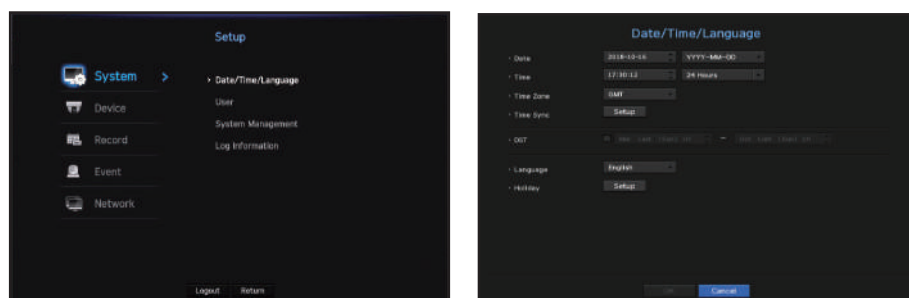 Setup
System >
› Date/Time/Language
User
System Management
Log Information
Device
Record
Event
Network
Logout Return
Date/Time/Language
· Date 2018-10-16 YYYY-MM-DD
· Time 17:30:12 24 Hours
· Time Zone GMT
· Time Sync Setup
· DST
· Language English
· Holiday Setup
OK Cancel